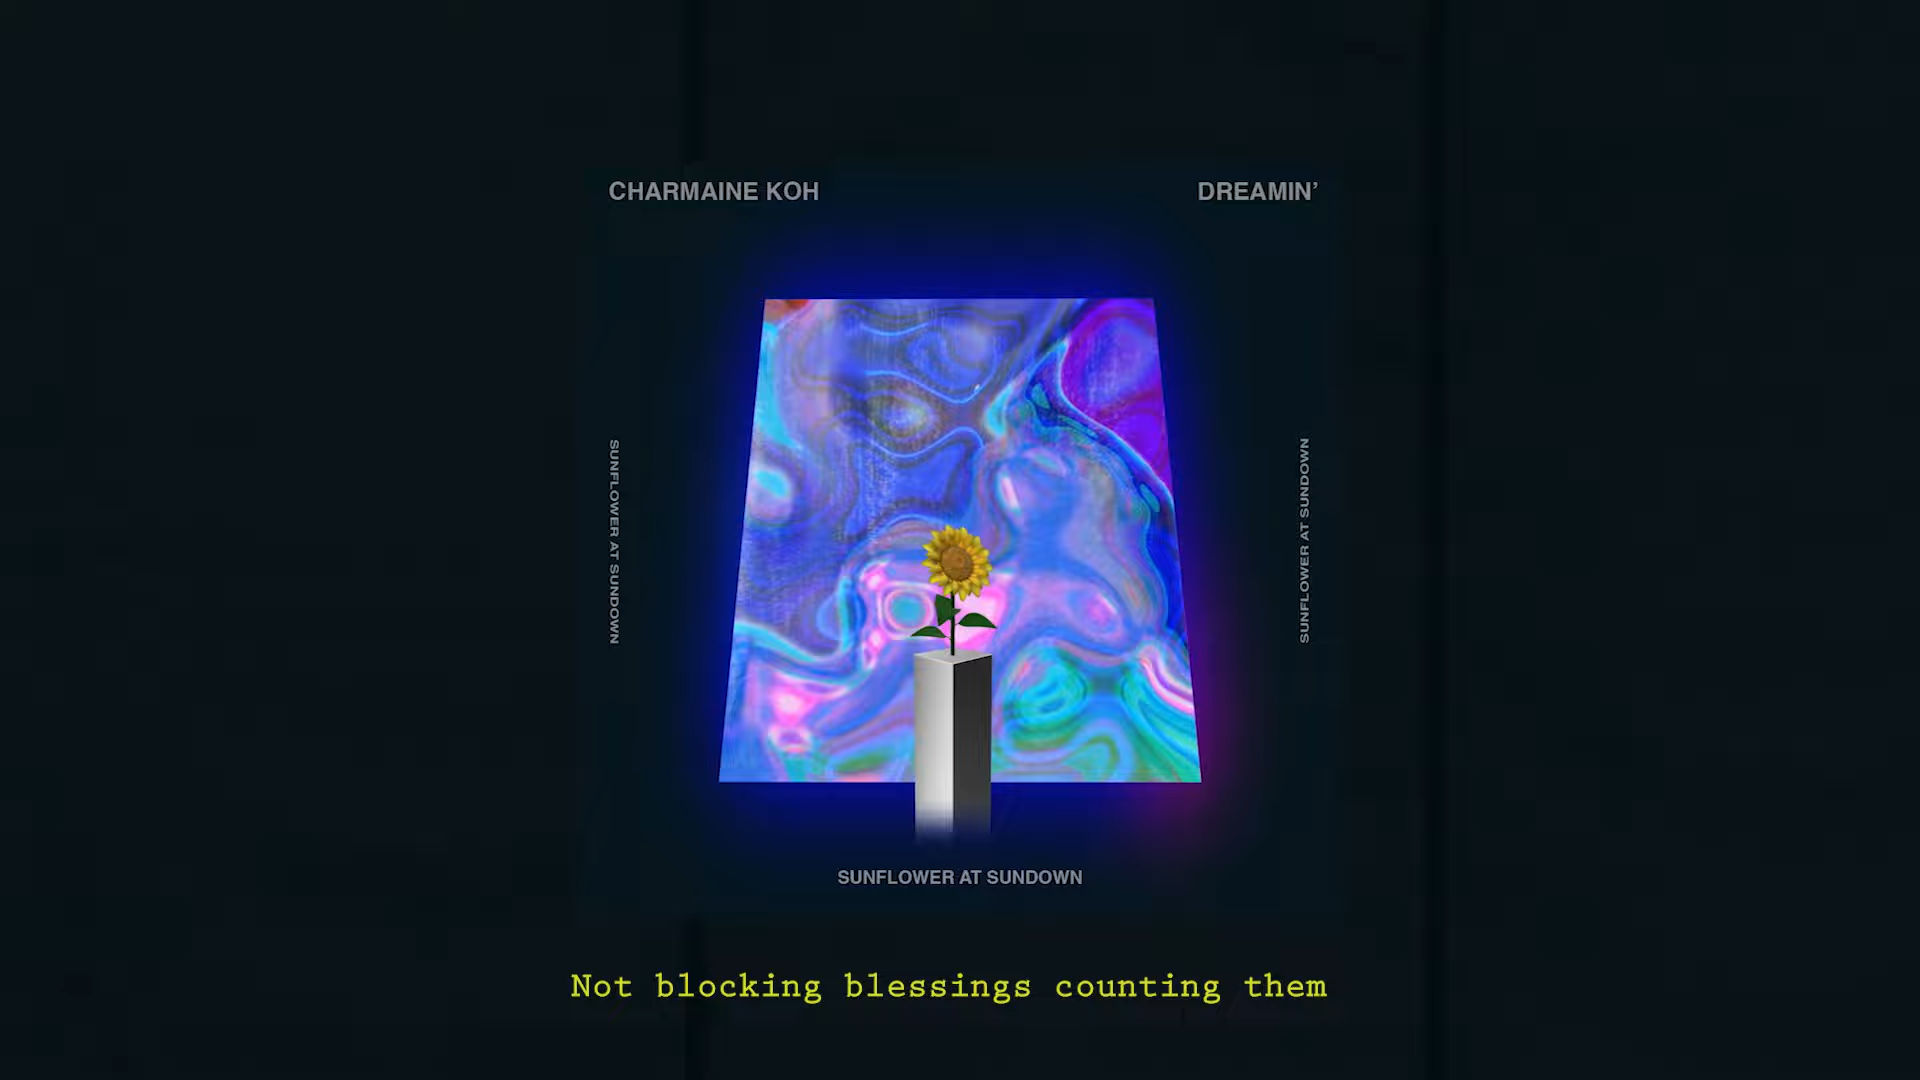 CHARMAINE KOH
DREAMIN’
SUNFLOWER AT SUNDOWN
SUNFLOWER AT SUNDOWN
SUNFLOWER AT SUNDOWN
Not blocking blessings counting them